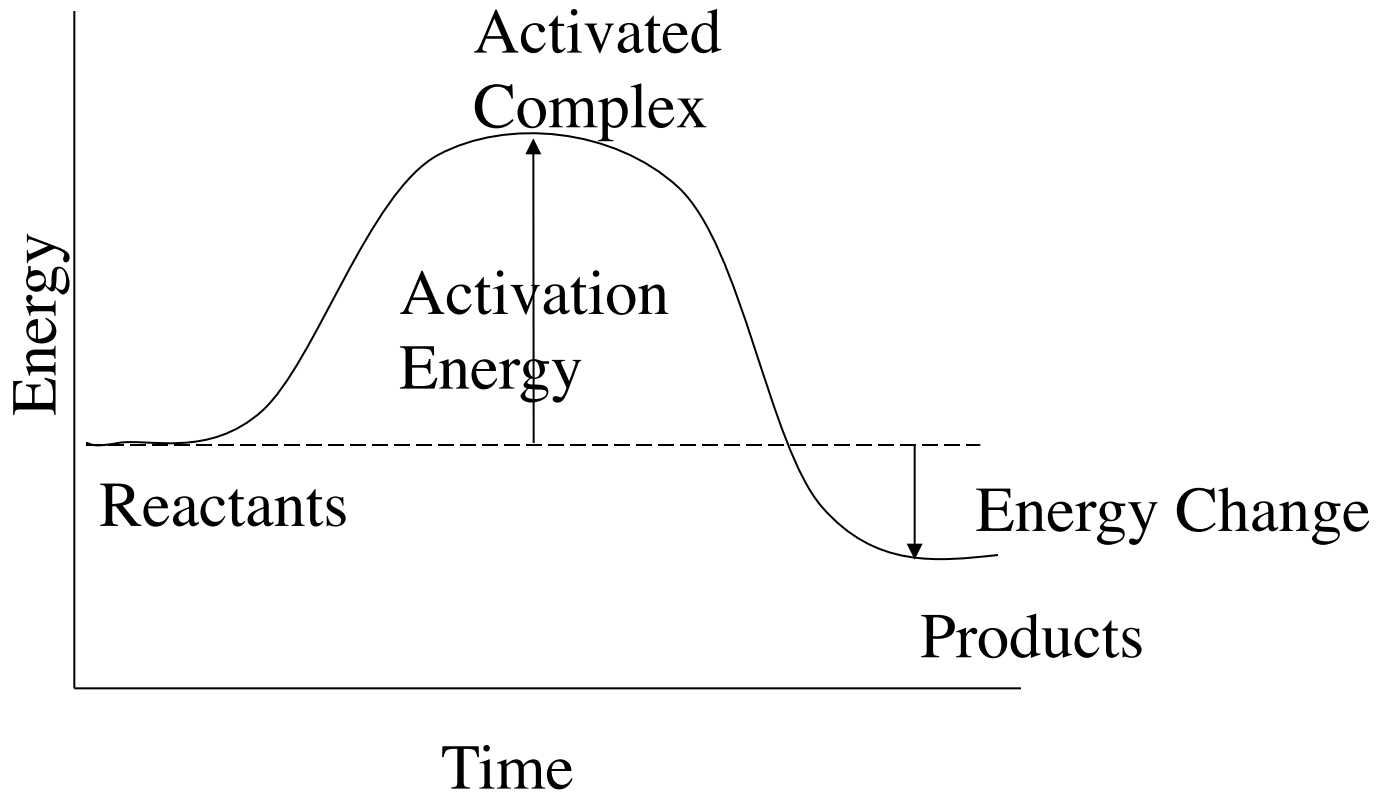 Activated
Complex
Energy
Activation
Energy
Reactants
Energy Change
Products
Time